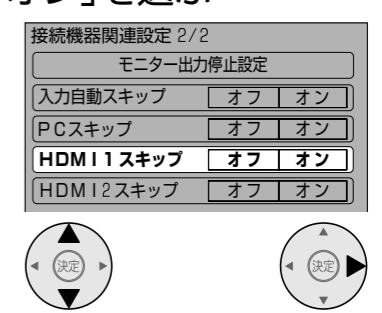 オン」を選ぶ
接続機器関連設定 2/2
モニター出力停止設定
入力自動スキップ オフ オン
PCスキップ オフ オン
HDMI1スキップ オフ オン
HDMI2スキップ オフ オン
決定 決定